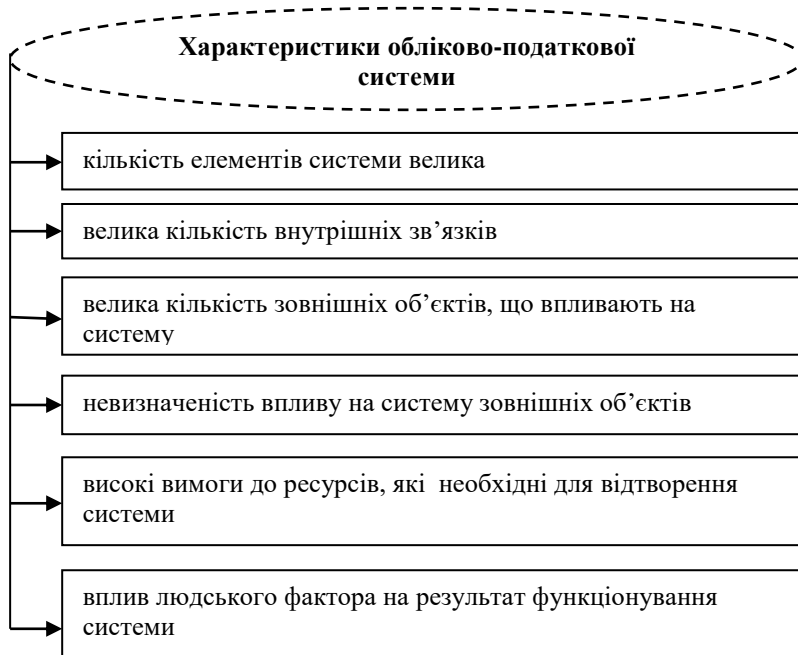 Характеристики обліково-податкової
системи
кількість елементів системи велика
велика кількість внутрішніх зв’язків
велика кількість зовнішніх об’єктів, що впливають на
систему
невизначеність впливу на систему зовнішніх об’єктів
високі вимоги до ресурсів, які  необхідні для відтворення
системи
вплив людського фактора на результат функціонування
системи